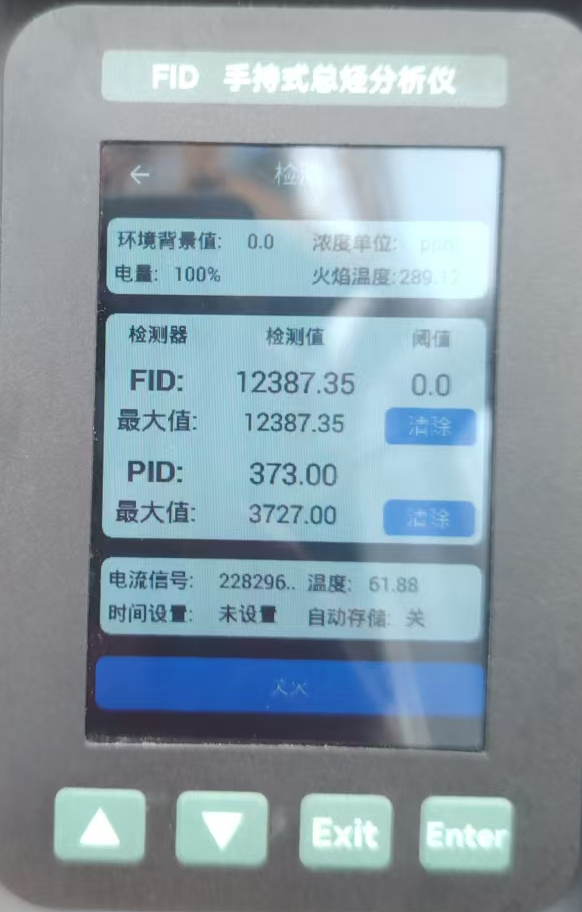 FID 手持式总烃分析仪
← 检测
环境背景值: 0.0 浓度单位: ppm
电量: 100% 火焰温度:289.12
检测器 检测值 阈值
FID: 12387.35 0.0
最大值: 12387.35 清除
PID: 373.00
最大值: 3727.00 清除
电流信号: 228296.. 温度: 61.88
时间设置: 未设置 自动存储: 关
Exit Enter